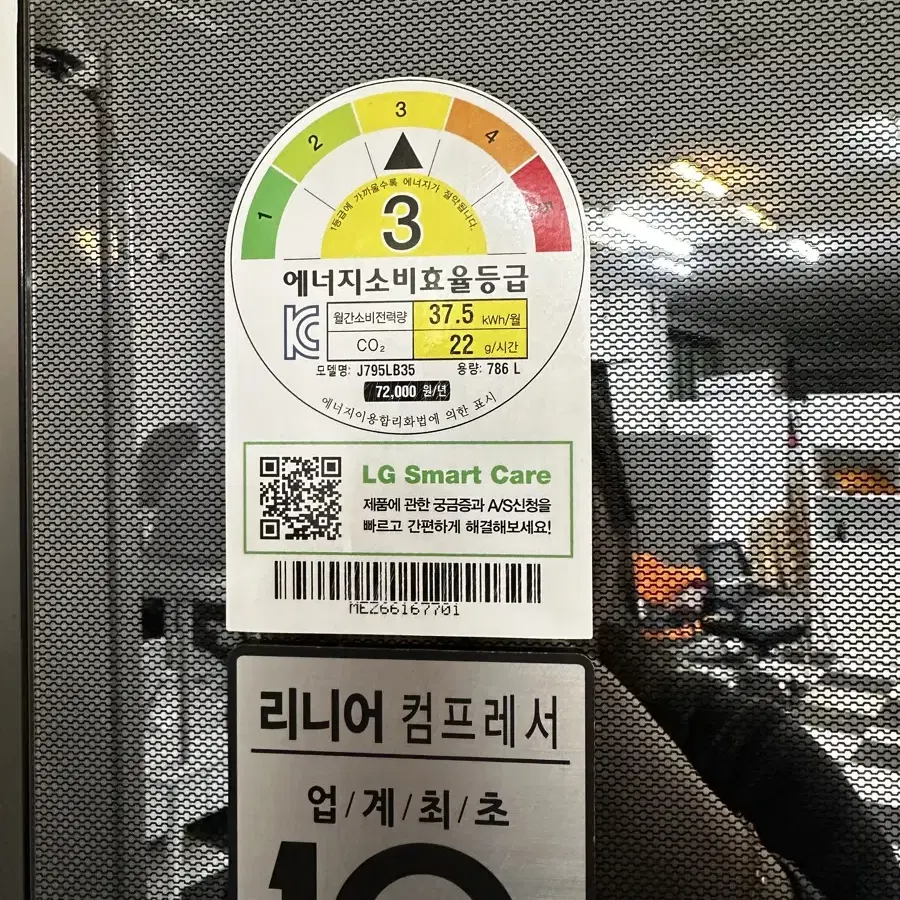 1 2 3 4 5
1등급에 가까울수록 에너지가 절약됩니다.
3
에너지소비효율등급
월간소비전력량 37.5 kWh/월
CO₂ 22 g/시간
모델명: J795LB35 용량: 786 L
72,000 원/년
에너지이용합리화법에 의한 표시
LG Smart Care
제품에 관한 궁금증과 A/S신청을
빠르고 간편하게 해결해보세요!
MEZ66167701
리니어 컴프레서
업/계/최/초
10